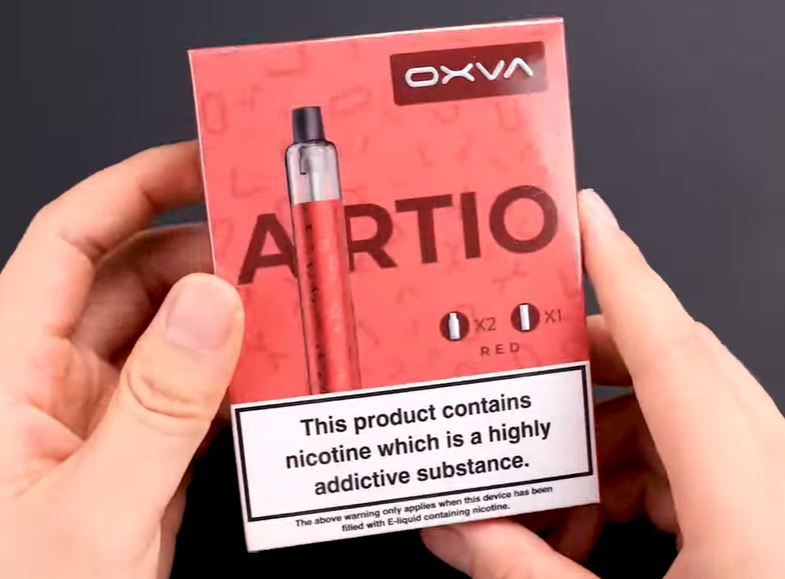 OXVA
ARTIO
X2 X1
RED
This product contains
nicotine which is a highly
addictive substance.
The above warning only applies when this device has been
filled with E-liquid containing nicotine.